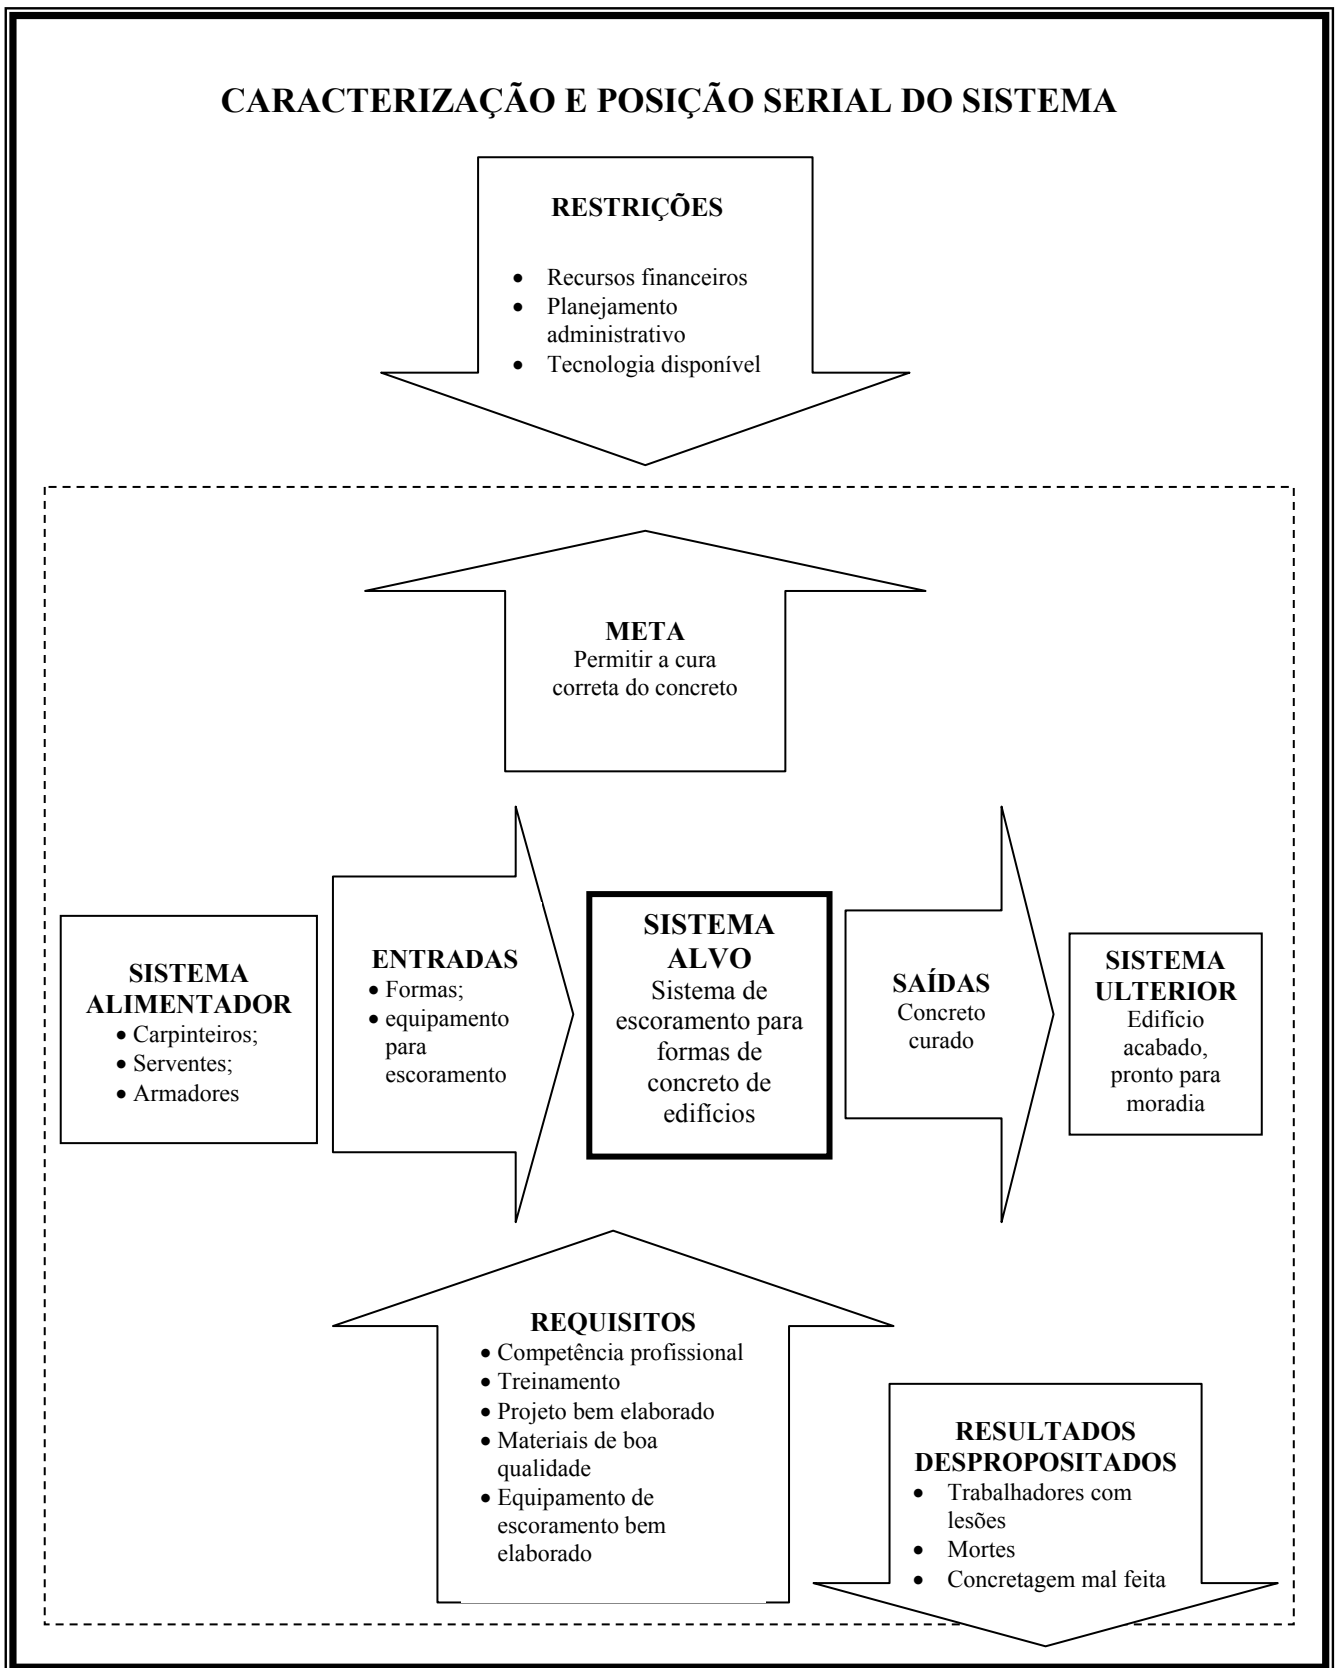 CARACTERIZAÇÃO E POSIÇÃO SERIAL DO SISTEMA
RESTRIÇÕES
• Recursos financeiros
• Planejamento
administrativo
• Tecnologia disponível
META
Permitir a cura
correta do concreto
SISTEMA
ALIMENTADOR
• Carpinteiros;
• Serventes;
• Armadores
ENTRADAS
• Formas;
• equipamento
para
escoramento
SISTEMA
ALVO
Sistema de
escoramento para
formas de
concreto de
edifícios
SAÍDAS
Concreto
curado
SISTEMA
ULTERIOR
Edifício
acabado,
pronto para
moradia
REQUISITOS
• Competência profissional
• Treinamento
• Projeto bem elaborado
• Materiais de boa
qualidade
• Equipamento de
escoramento bem
elaborado
RESULTADOS
DESPROPOSITADOS
• Trabalhadores com
lesões
• Mortes
• Concretagem mal feita